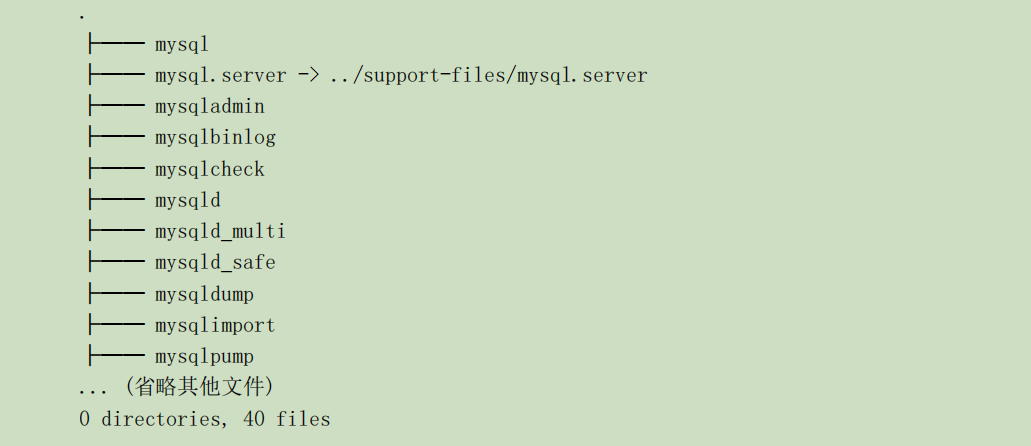 .
├── mysql
├── mysql.server -> ../support-files/mysql.server
├── mysqladmin
├── mysqlbinlog
├── mysqlcheck
├── mysqld
├── mysqld_multi
├── mysqld_safe
├── mysqldump
├── mysqlimport
├── mysqlpump
... (省略其他文件)
0 directories, 40 files